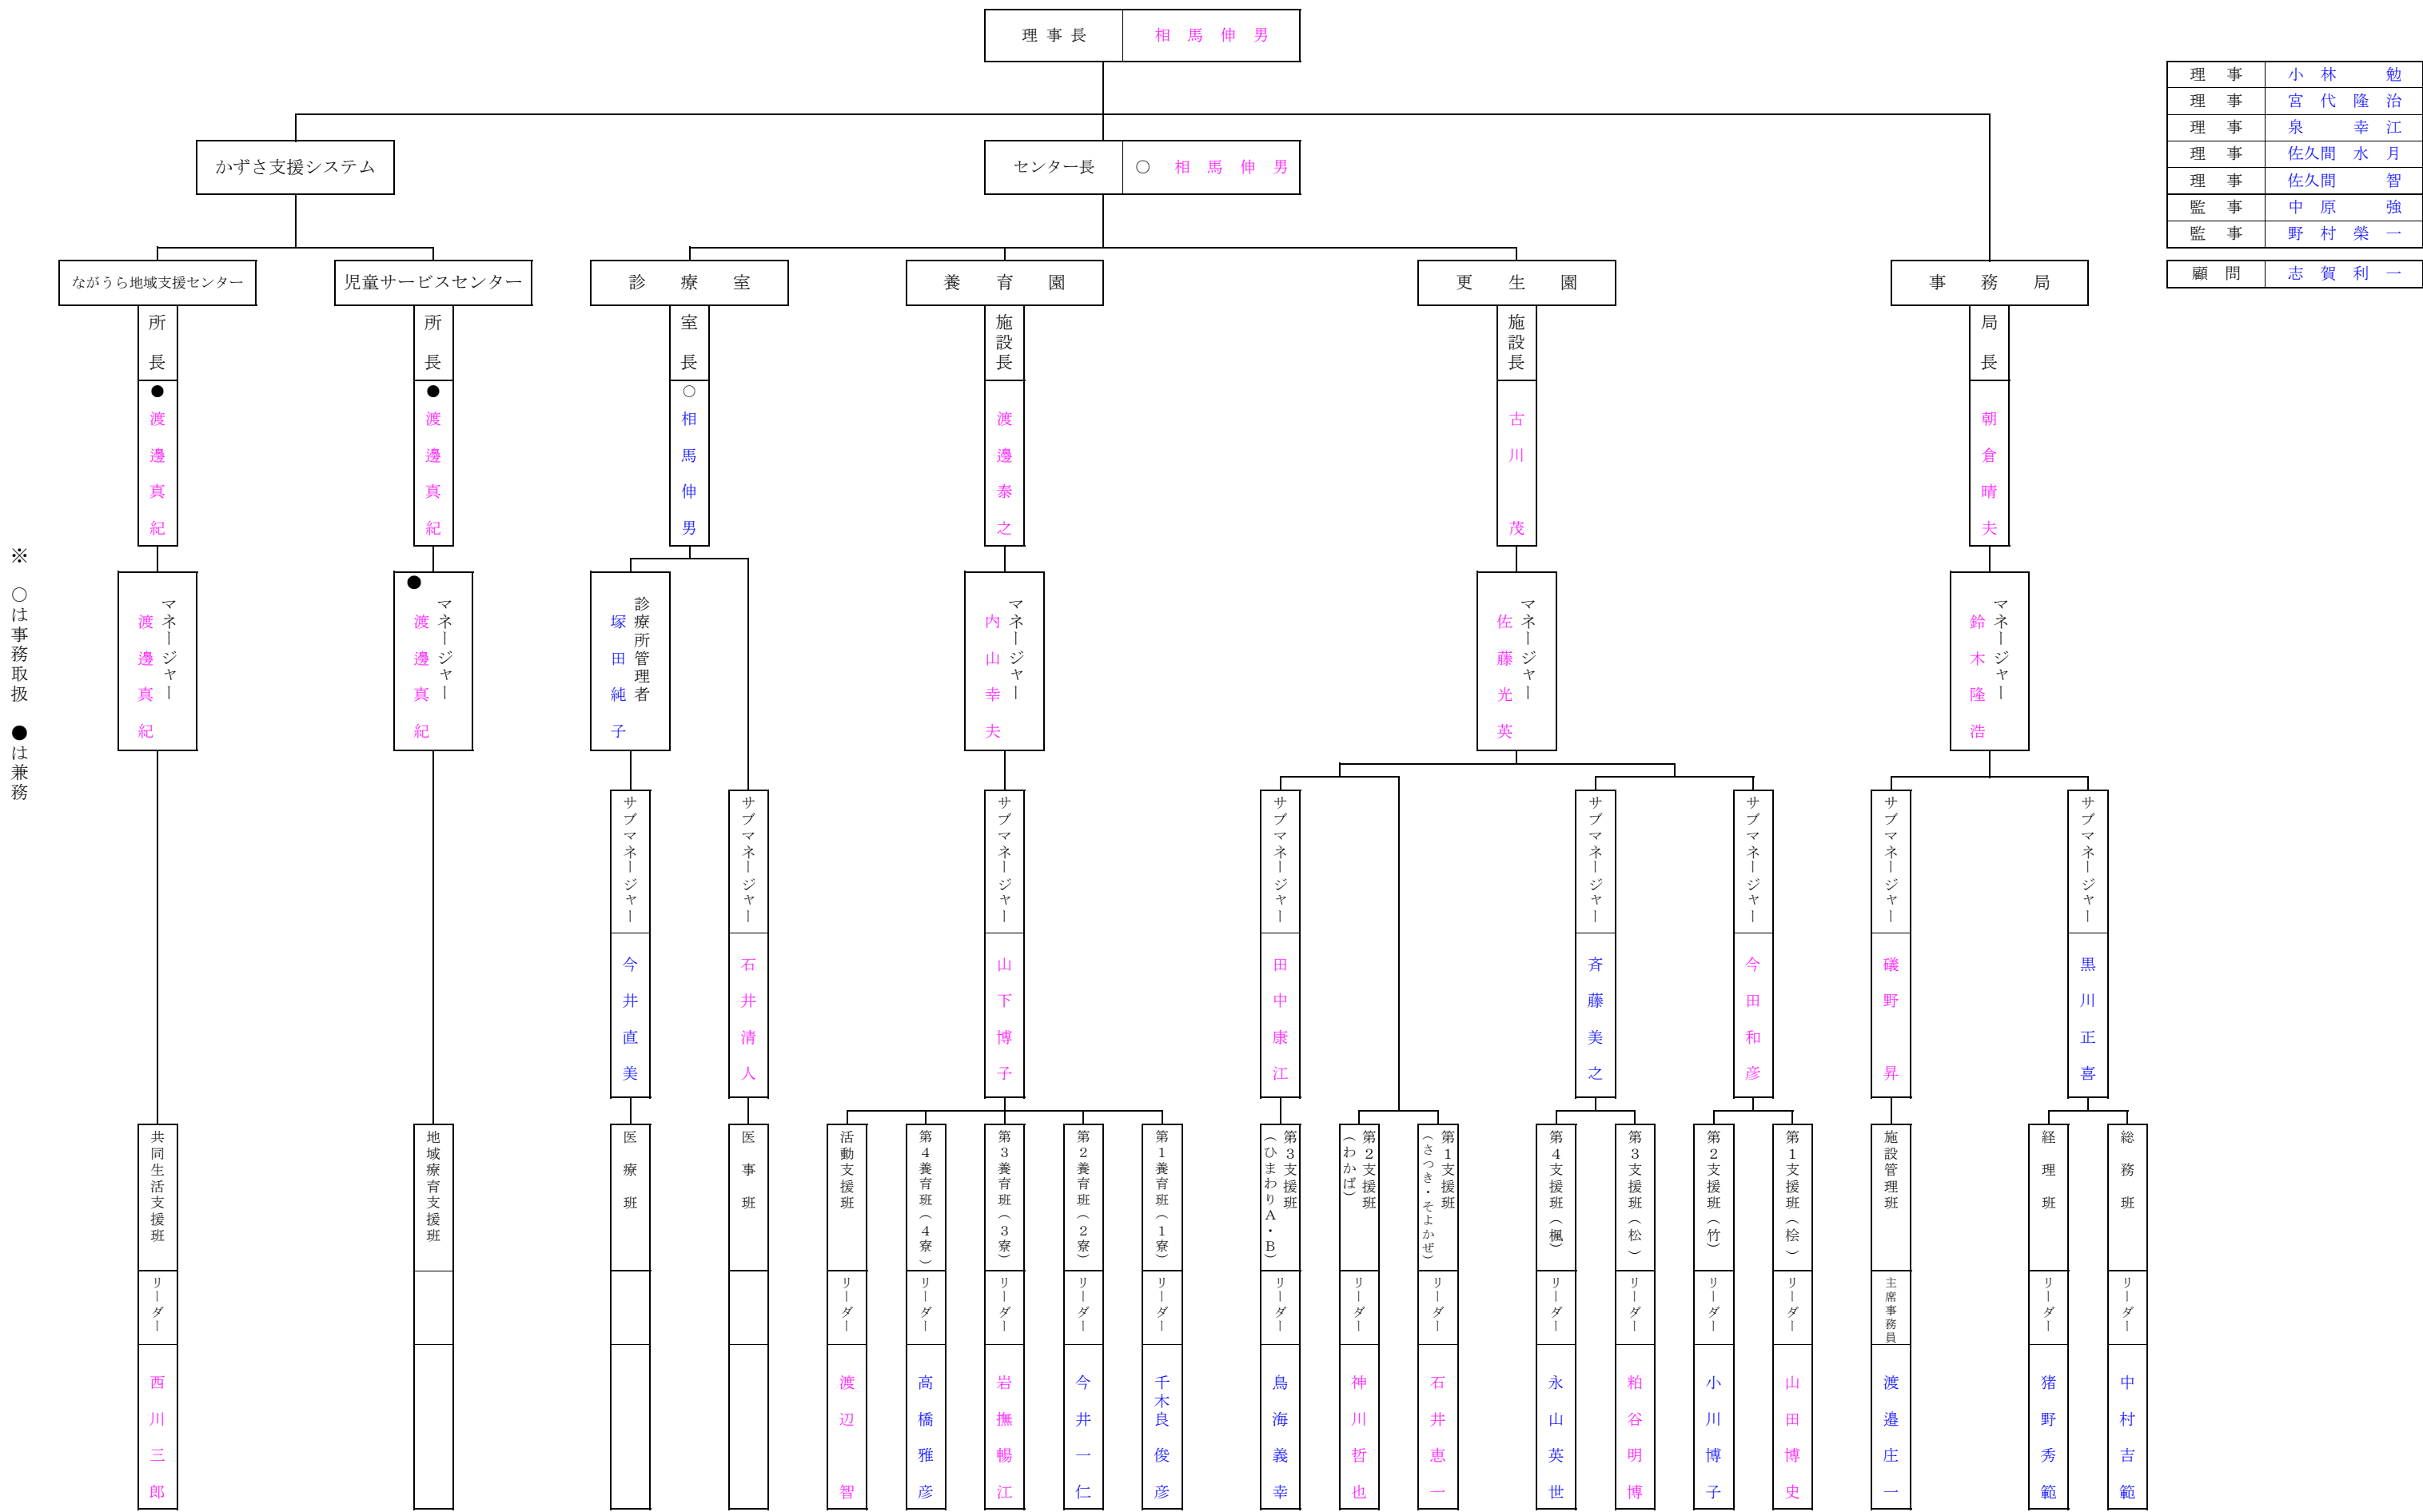 理事長 相馬伸男
理事 小林 勉
理事 宮代隆治
理事 泉 幸江
理事 佐久間水月
理事 佐久間 智
監事 中原 強
監事 野村榮一
顧問 志賀利一
かずさ支援システム
センター長 ○ 相馬伸男
ながうら地域支援センター
児童サービスセンター
診療室
養育園
更生園
事務局
所長
● 渡邊真紀
所長
● 渡邊真紀
室長
○ 相馬伸男
施設長
渡邊泰之
施設長
古川 茂
局長
朝倉晴夫
※ ○は事務取扱 ●は兼務
マネージャー
渡邊真紀
●
マネージャー
渡邊真紀
診療所管理者
塚田純子
マネージャー
内山幸夫
マネージャー
佐藤光英
マネージャー
鈴木隆浩
サブマネージャー
今井直美
サブマネージャー
石井清人
サブマネージャー
山下博子
サブマネージャー
田中康江
サブマネージャー
斉藤美之
サブマネージャー
今田和彦
サブマネージャー
礒野 昇
サブマネージャー
黒川正喜
共同生活支援班
リーダー
西川三郎
地域療育支援班
医療班
医事班
活動支援班
リーダー
渡辺 智
第4養育班(4寮)
リーダー
高橋雅彦
第3養育班(3寮)
リーダー
岩撫暢江
第2養育班(2寮)
リーダー
今井一仁
第1養育班(1寮)
リーダー
千木良俊彦
第3支援班
(ひまわりA・B)
リーダー
鳥海義幸
第2支援班
(わかば)
リーダー
神川哲也
第1支援班
(さつき・そよかぜ)
リーダー
石井恵一
第4支援班(楓)
リーダー
永山英世
第3支援班(松)
リーダー
粕谷明博
第2支援班(竹)
リーダー
小川博子
第1支援班(桧)
リーダー
山田博史
施設管理班
主席事務員
渡邉庄一
経理班
リーダー
猪野秀範
総務班
リーダー
中村吉範